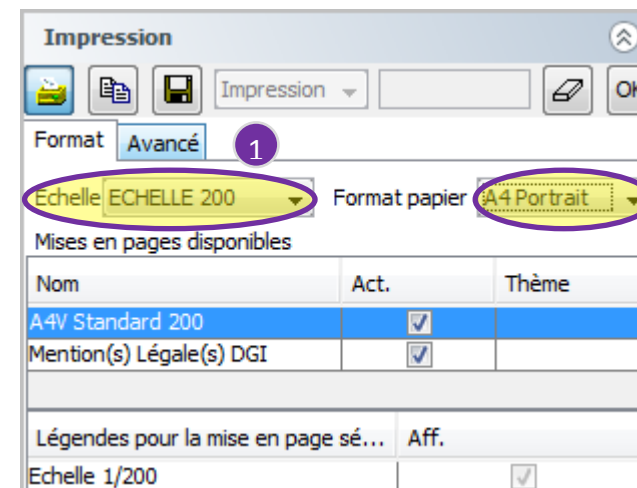 Impression
Impression OK
Format Avancé 1
Echelle ECHELLE 200 Format papier A4 Portrait
Mises en pages disponibles
Nom Act. Thème
A4V Standard 200
Mention(s) Légale(s) DGI
Légendes pour la mise en page sé... Aff.
Echelle 1/200